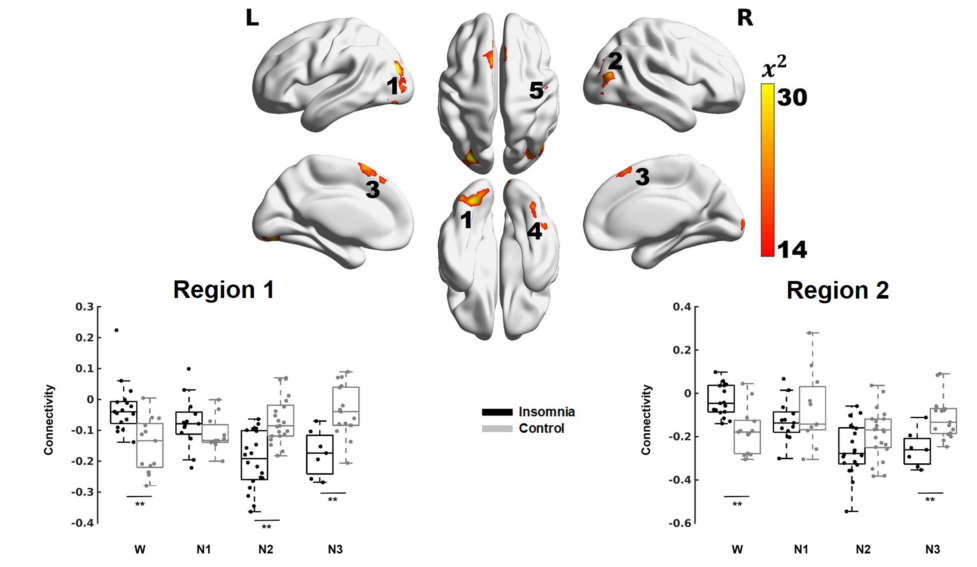 L
R
x²
30
14
1
5
2
3
3
1
4
Region 1
Region 2
0.3
0.2
0.1
0
-0.1
-0.2
-0.3
-0.4
Connectivity
**
**
**
W
N1
N2
N3
Insomnia
Control
0.4
0.2
0
-0.2
-0.4
-0.6
Connectivity
**
**
W
N1
N2
N3